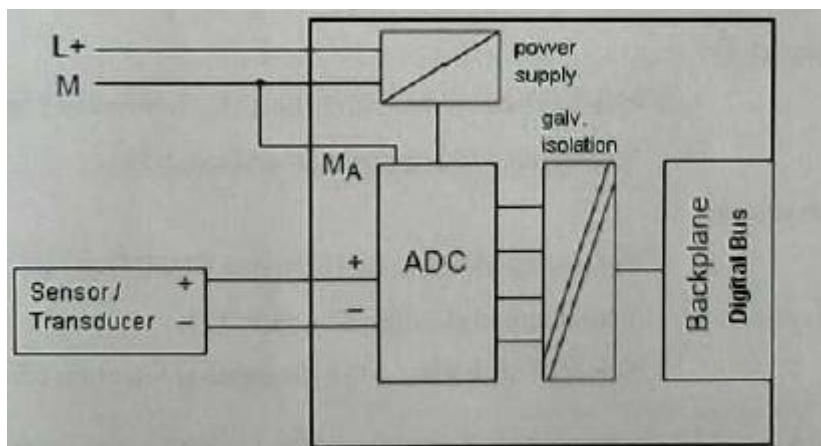 L+
M
power
supply
galv.
isolation
MA
ADC
+
−
Sensor/
Transducer
+
−
Backplane
Digital Bus